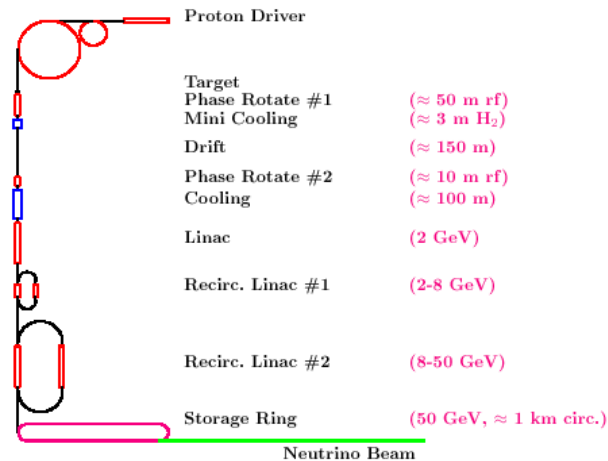 Proton Driver
Target
Phase Rotate #1 (≈ 50 m rf)
Mini Cooling (≈ 3 m H₂)
Drift (≈ 150 m)
Phase Rotate #2 (≈ 10 m rf)
Cooling (≈ 100 m)
Linac (2 GeV)
Recirc. Linac #1 (2-8 GeV)
Recirc. Linac #2 (8-50 GeV)
Storage Ring (50 GeV, ≈ 1 km circ.)
Neutrino Beam